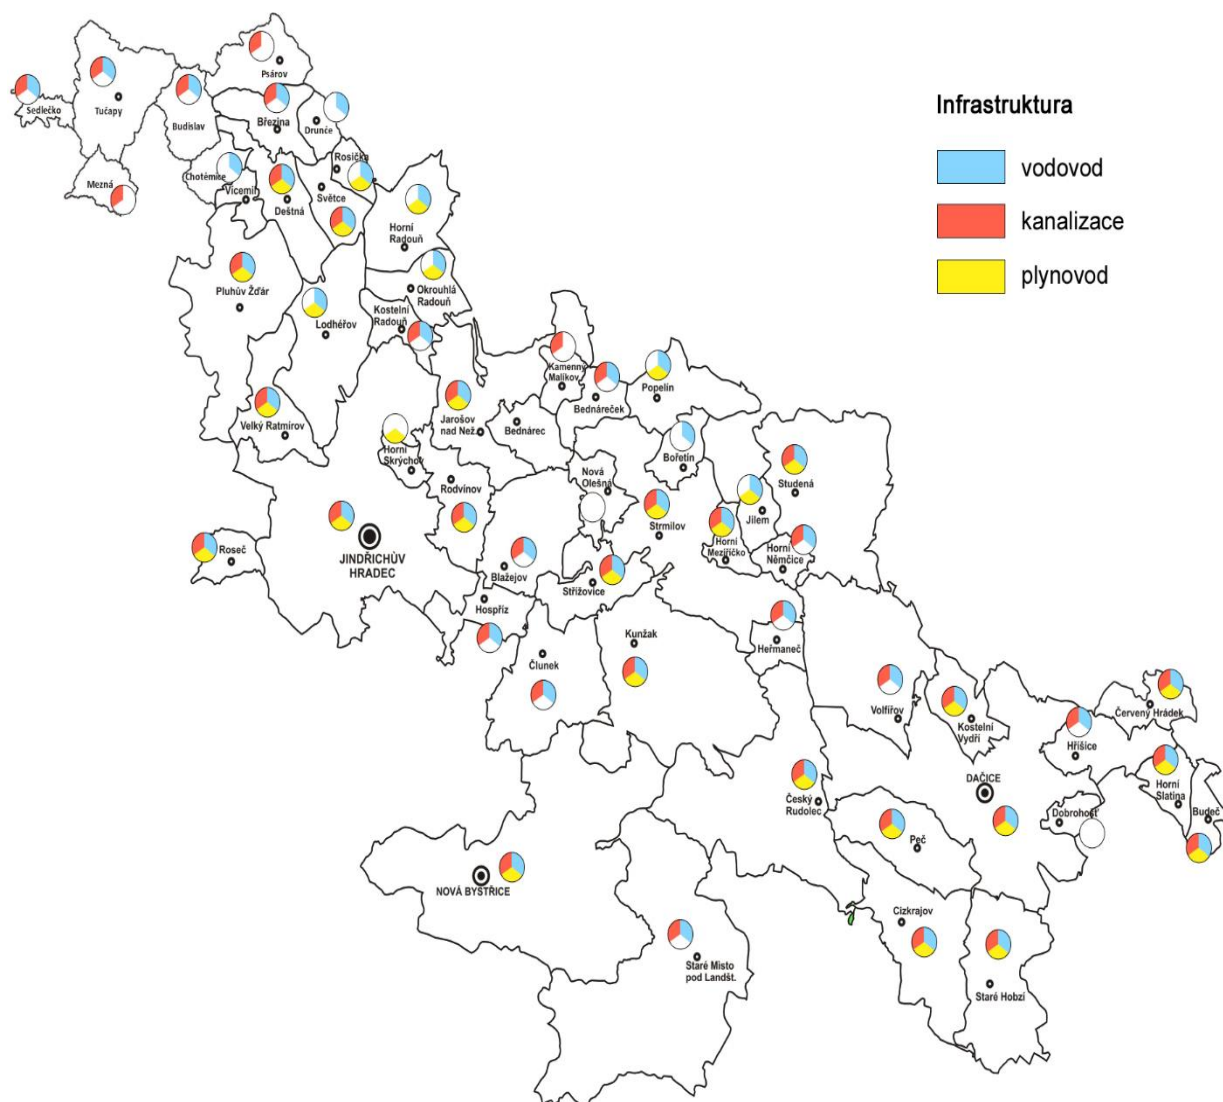 Infrastruktura
vodovod
kanalizace
plynovod
Psárov
Sedlečko
Tučapy
Budislav
Březina
Drunče
Mezná
Chotěmice
Vícemil
Deštná
Světce
Rosička
Horní
Radouň
Pluhův Žďár
Okrouhlá
Radouň
Lodhéřov
Kostelní
Radouň
Kamenný
Malíkov
Bednáreček
Popelín
Velký Ratmírov
Jarošov
nad Než.
Bednárec
Horní
Skrýchov
Rodvínov
Nová
Olešná
Bořetín
Studená
Strmilov
Jilem
Horní
Meziříčko
Horní
Němčice
Roseč
JINDŘICHŮV
HRADEC
Blažejov
Střížovice
Hospříz
Člunek
Kunžak
Heřmaneč
Volfířov
Kostelní
Vydří
Červený Hrádek
Hříšice
DAČICE
Horní
Slatina
Budeč
Dobrohošť
Český
Rudolec
Peč
NOVÁ BYSTŘICE
Staré Místo
pod Landšt.
Cizkrajov
Staré Hobzí